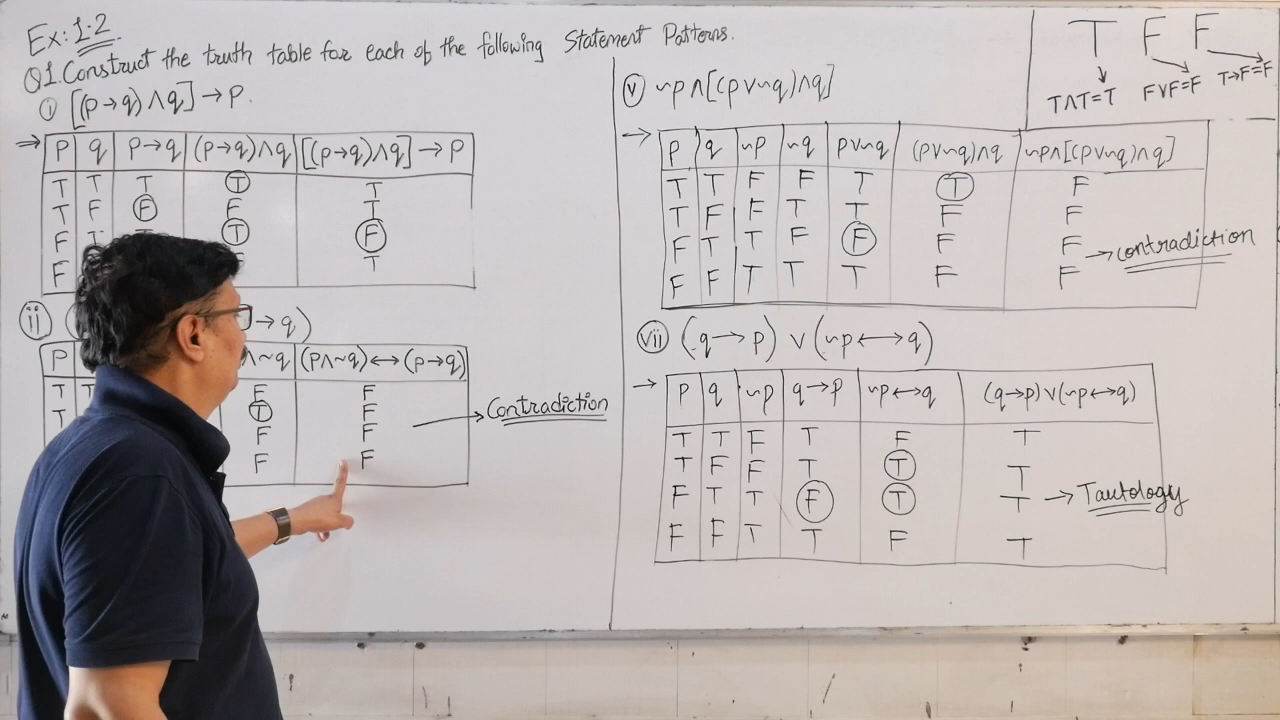 Ex: 1.2
Q1. Construct the truth table for each of the following Statement Patterns.
i [(p→q)∧q]→p.
⇒ p q p→q (p→q)∧q [(p→q)∧q]→p
T T T T T
T F F F T
F T T F
F T
ii → q)
p ∧~q (p∧~q)↔(p→q)
T T F F
T T F
F F → Contradiction
F F
T F F
T∧T=T F∨F=F T→F=F
v ~p∧[(p∨~q)∧q]
→ p q ~p ~q p∨~q (p∨~q)∧q ~p∧[(p∨~q)∧q]
T T F F T T F
T F F T T F F
F T T F F F F → contradiction
F F T T T F F
vii (q→p)∨(~p↔q)
→ p q ~p q→p ~p↔q (q→p)∨(~p↔q)
T T F T F T
T F F T T T
F T T F T T → Tautology
F F T T F T